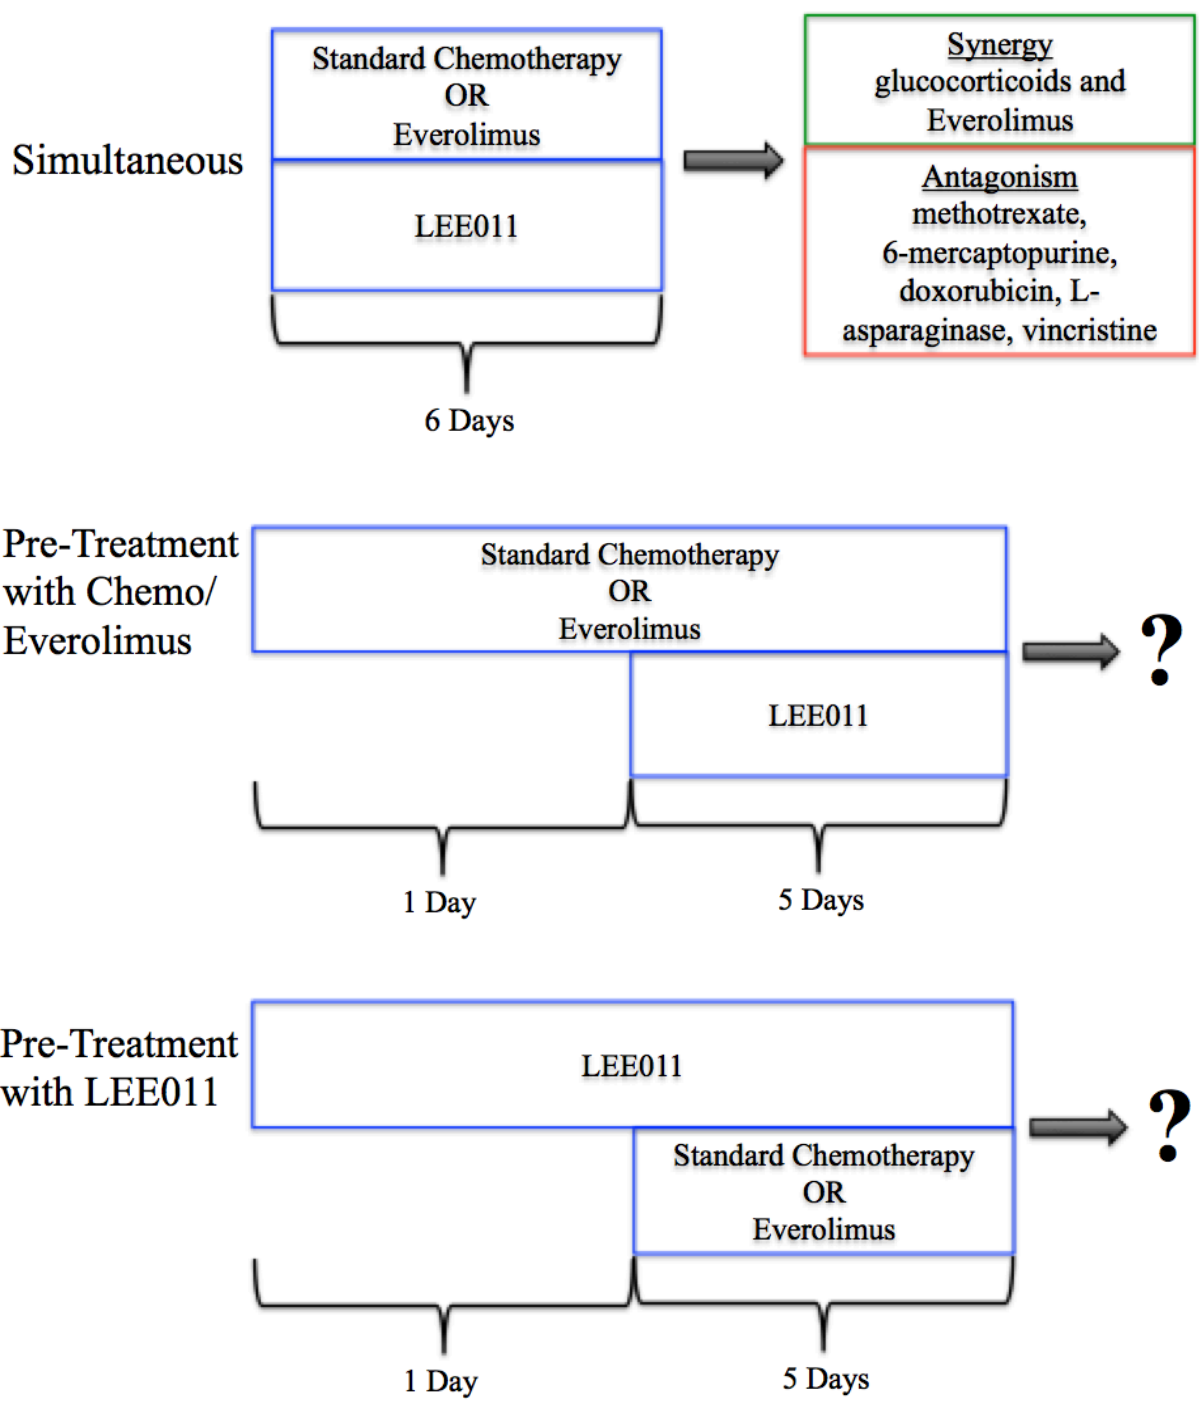 Simultaneous
Standard Chemotherapy
OR
Everolimus
LEE011
6 Days
Synergy
glucocorticoids and
Everolimus
Antagonism
methotrexate,
6-mercaptopurine,
doxorubicin, L-
asparaginase, vincristine
Pre-Treatment
with Chemo/
Everolimus
Standard Chemotherapy
OR
Everolimus
LEE011
?
1 Day
5 Days
Pre-Treatment
with LEE011
LEE011
Standard Chemotherapy
OR
Everolimus
?
1 Day
5 Days